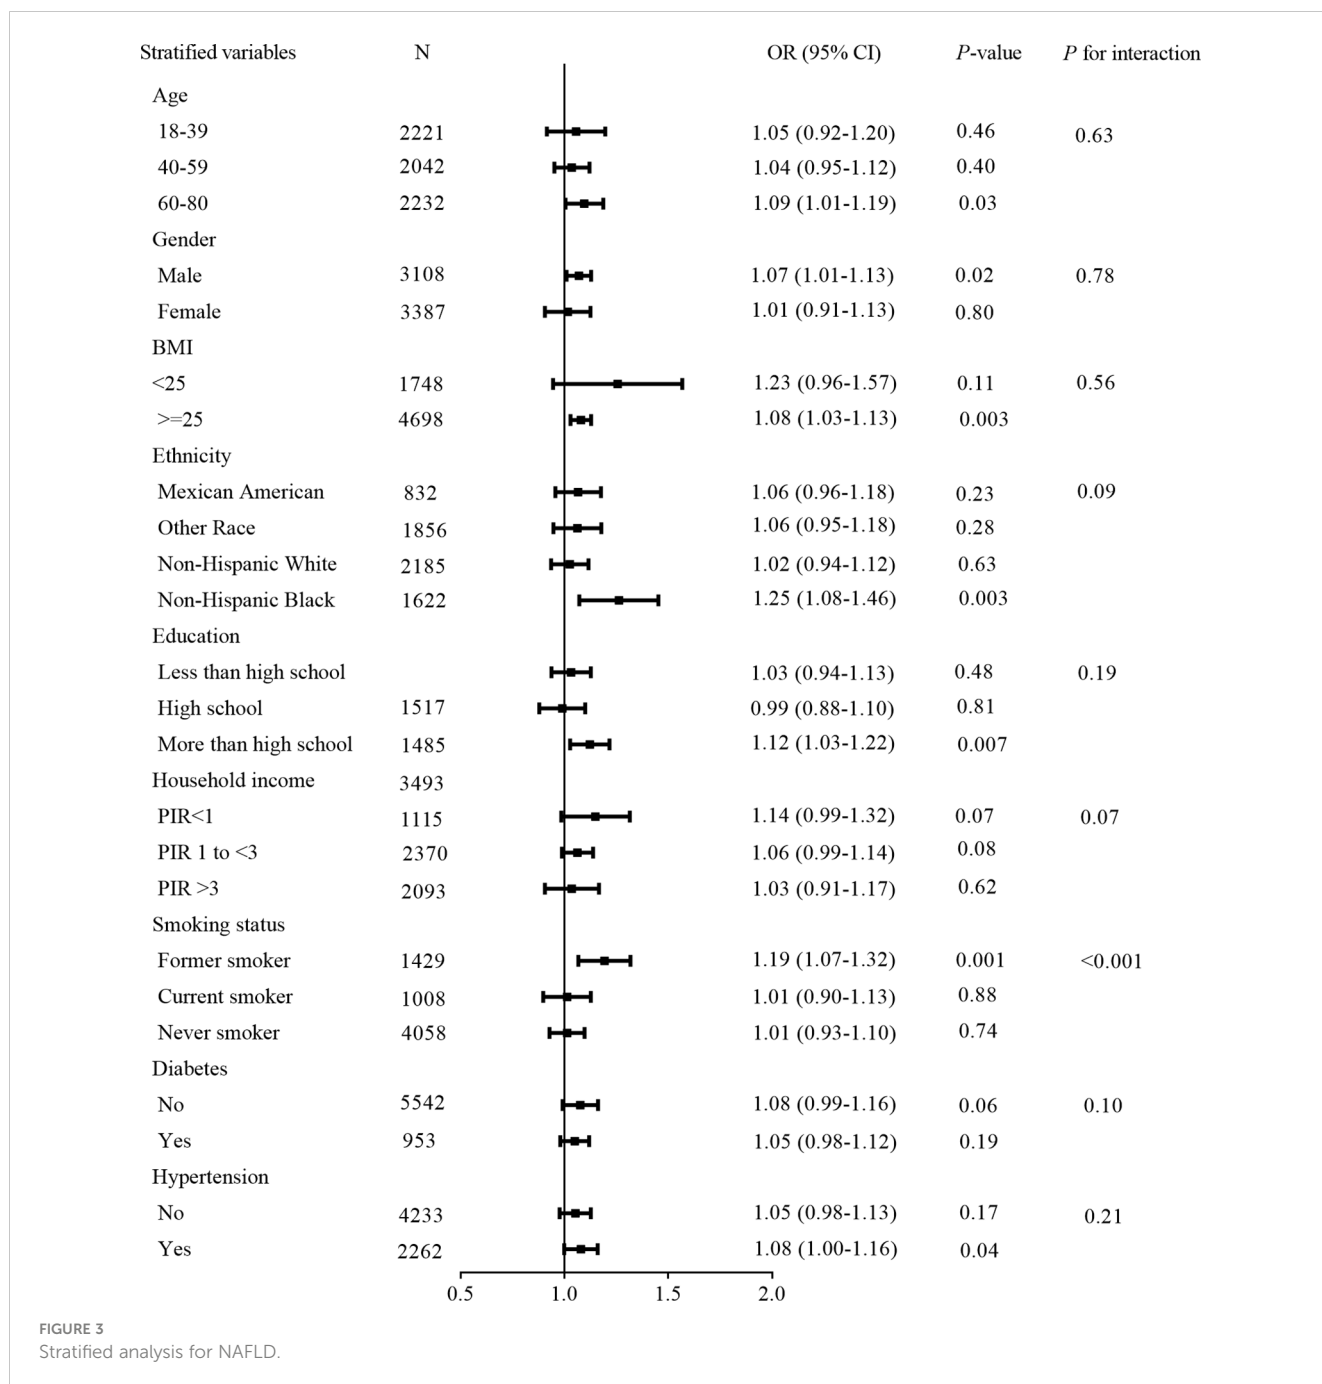 Stratified variables N OR (95% CI) P-value P for interaction
Age
18-39 2221 1.05 (0.92-1.20) 0.46 0.63
40-59 2042 1.04 (0.95-1.12) 0.40
60-80 2232 1.09 (1.01-1.19) 0.03
Gender
Male 3108 1.07 (1.01-1.13) 0.02 0.78
Female 3387 1.01 (0.91-1.13) 0.80
BMI
<25 1748 1.23 (0.96-1.57) 0.11 0.56
>=25 4698 1.08 (1.03-1.13) 0.003
Ethnicity
Mexican American 832 1.06 (0.96-1.18) 0.23 0.09
Other Race 1856 1.06 (0.95-1.18) 0.28
Non-Hispanic White 2185 1.02 (0.94-1.12) 0.63
Non-Hispanic Black 1622 1.25 (1.08-1.46) 0.003
Education
Less than high school 1.03 (0.94-1.13) 0.48 0.19
High school 1517 0.99 (0.88-1.10) 0.81
More than high school 1485 1.12 (1.03-1.22) 0.007
Household income 3493
PIR<1 1115 1.14 (0.99-1.32) 0.07 0.07
PIR 1 to <3 2370 1.06 (0.99-1.14) 0.08
PIR >3 2093 1.03 (0.91-1.17) 0.62
Smoking status
Former smoker 1429 1.19 (1.07-1.32) 0.001 <0.001
Current smoker 1008 1.01 (0.90-1.13) 0.88
Never smoker 4058 1.01 (0.93-1.10) 0.74
Diabetes
No 5542 1.08 (0.99-1.16) 0.06 0.10
Yes 953 1.05 (0.98-1.12) 0.19
Hypertension
No 4233 1.05 (0.98-1.13) 0.17 0.21
Yes 2262 1.08 (1.00-1.16) 0.04
0.5 1.0 1.5 2.0
FIGURE 3
Stratified analysis for NAFLD.